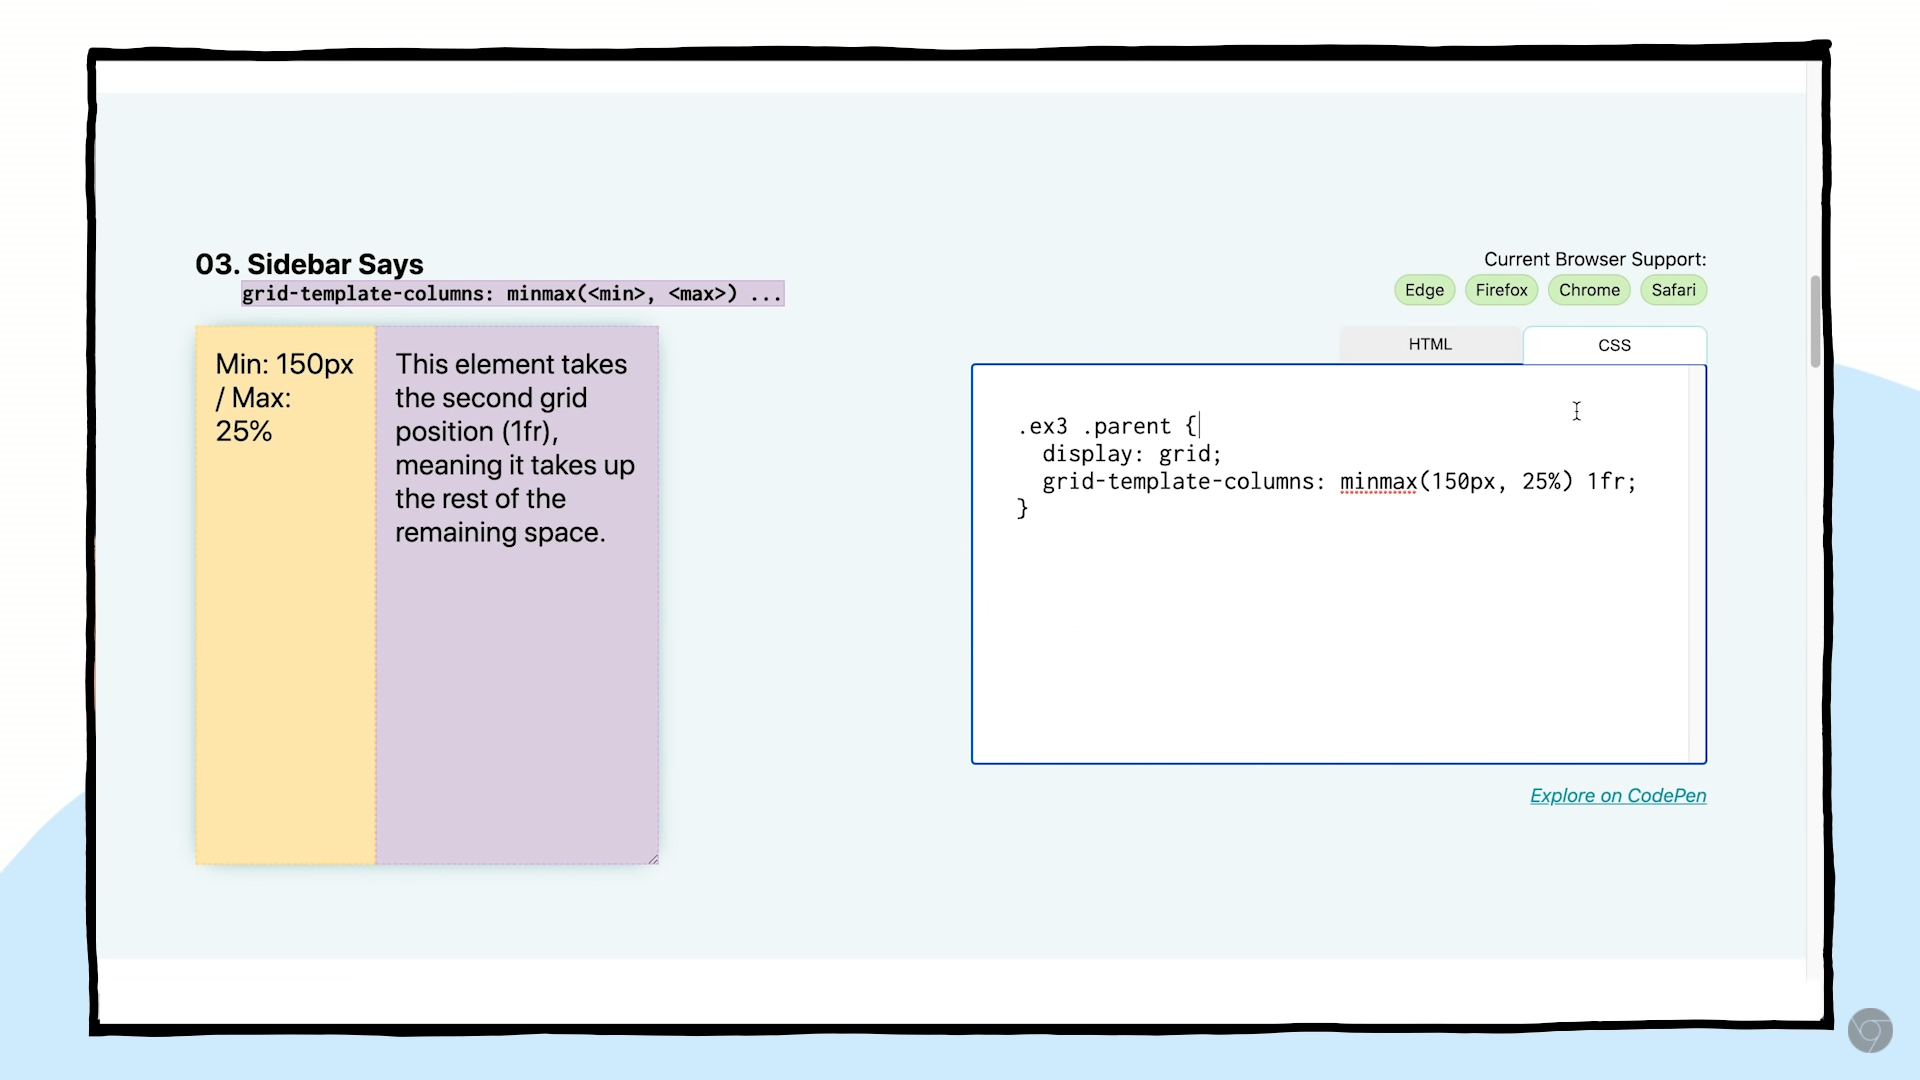 03. Sidebar Says
grid-template-columns: minmax(<min>, <max>) ...
Min: 150px
/ Max:
25%
This element takes
the second grid
position (1fr),
meaning it takes up
the rest of the
remaining space.
Current Browser Support:
Edge
Firefox
Chrome
Safari
HTML
CSS
.ex3 .parent {
display: grid;
grid-template-columns: minmax(150px, 25%) 1fr;
}
Explore on CodePen